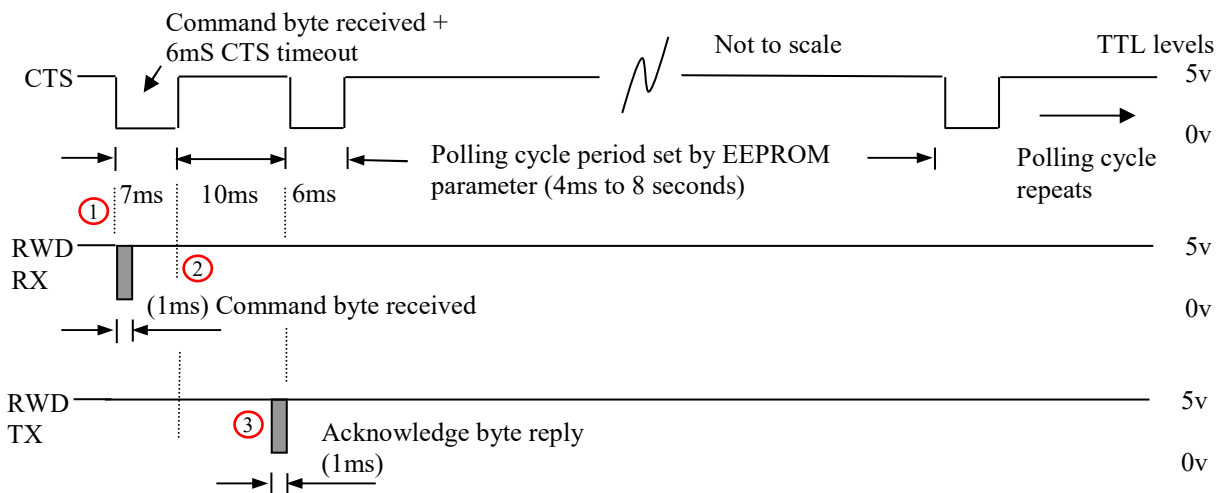 Command byte received +
6mS CTS timeout
Not to scale
TTL levels
CTS
5v
0v
Polling cycle period set by EEPROM
parameter (4ms to 8 seconds)
Polling cycle
repeats
7ms
10ms
6ms
1
RWD
RX
2
5v
(1ms) Command byte received
0v
RWD
TX
3
5v
Acknowledge byte reply
(1ms)
0v